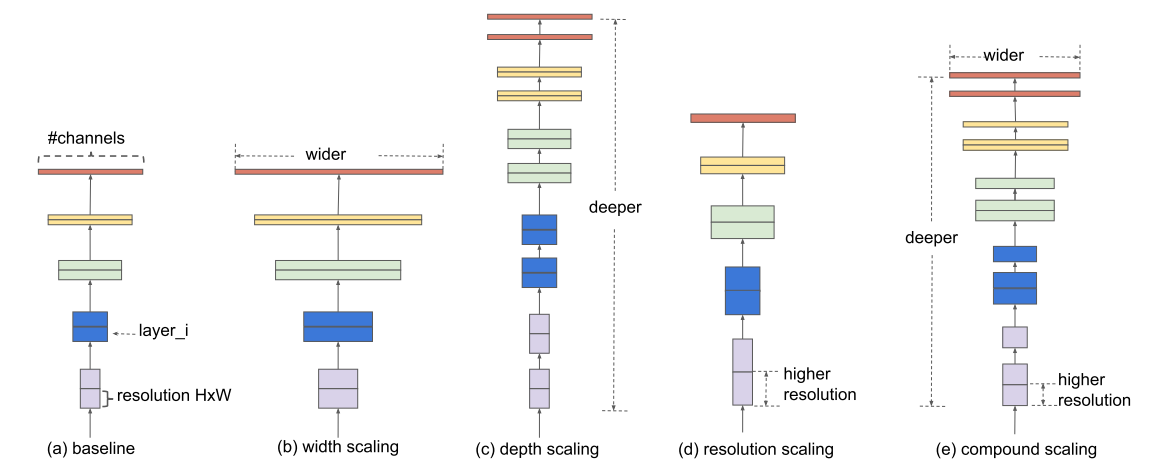 #channels
layer_i
resolution HxW
(a) baseline
wider
(b) width scaling
deeper
(c) depth scaling
higher
resolution
(d) resolution scaling
wider
deeper
higher
resolution
(e) compound scaling